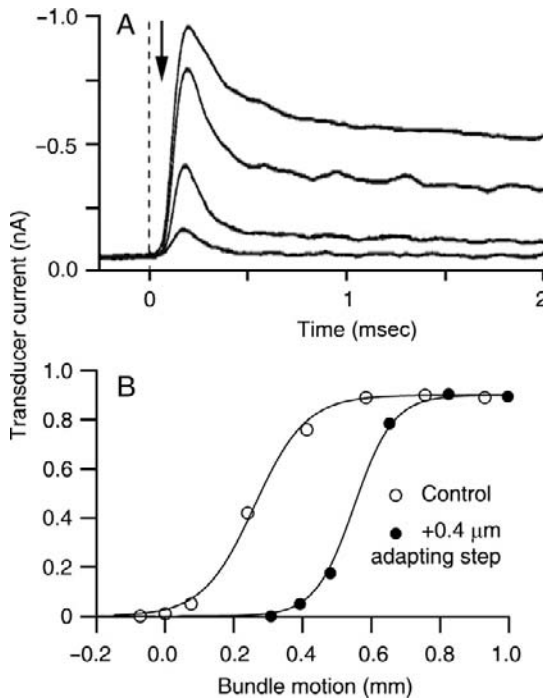 −1.0
A
−0.5
0.0
0
1
2
Time (msec)
Transducer current (nA)
1.0
B
0.8
0.6
0.4
0.2
0
Control
+0.4 μm
adapting step
−0.2
0.0
0.2
0.4
0.6
0.8
1.0
Bundle motion (mm)